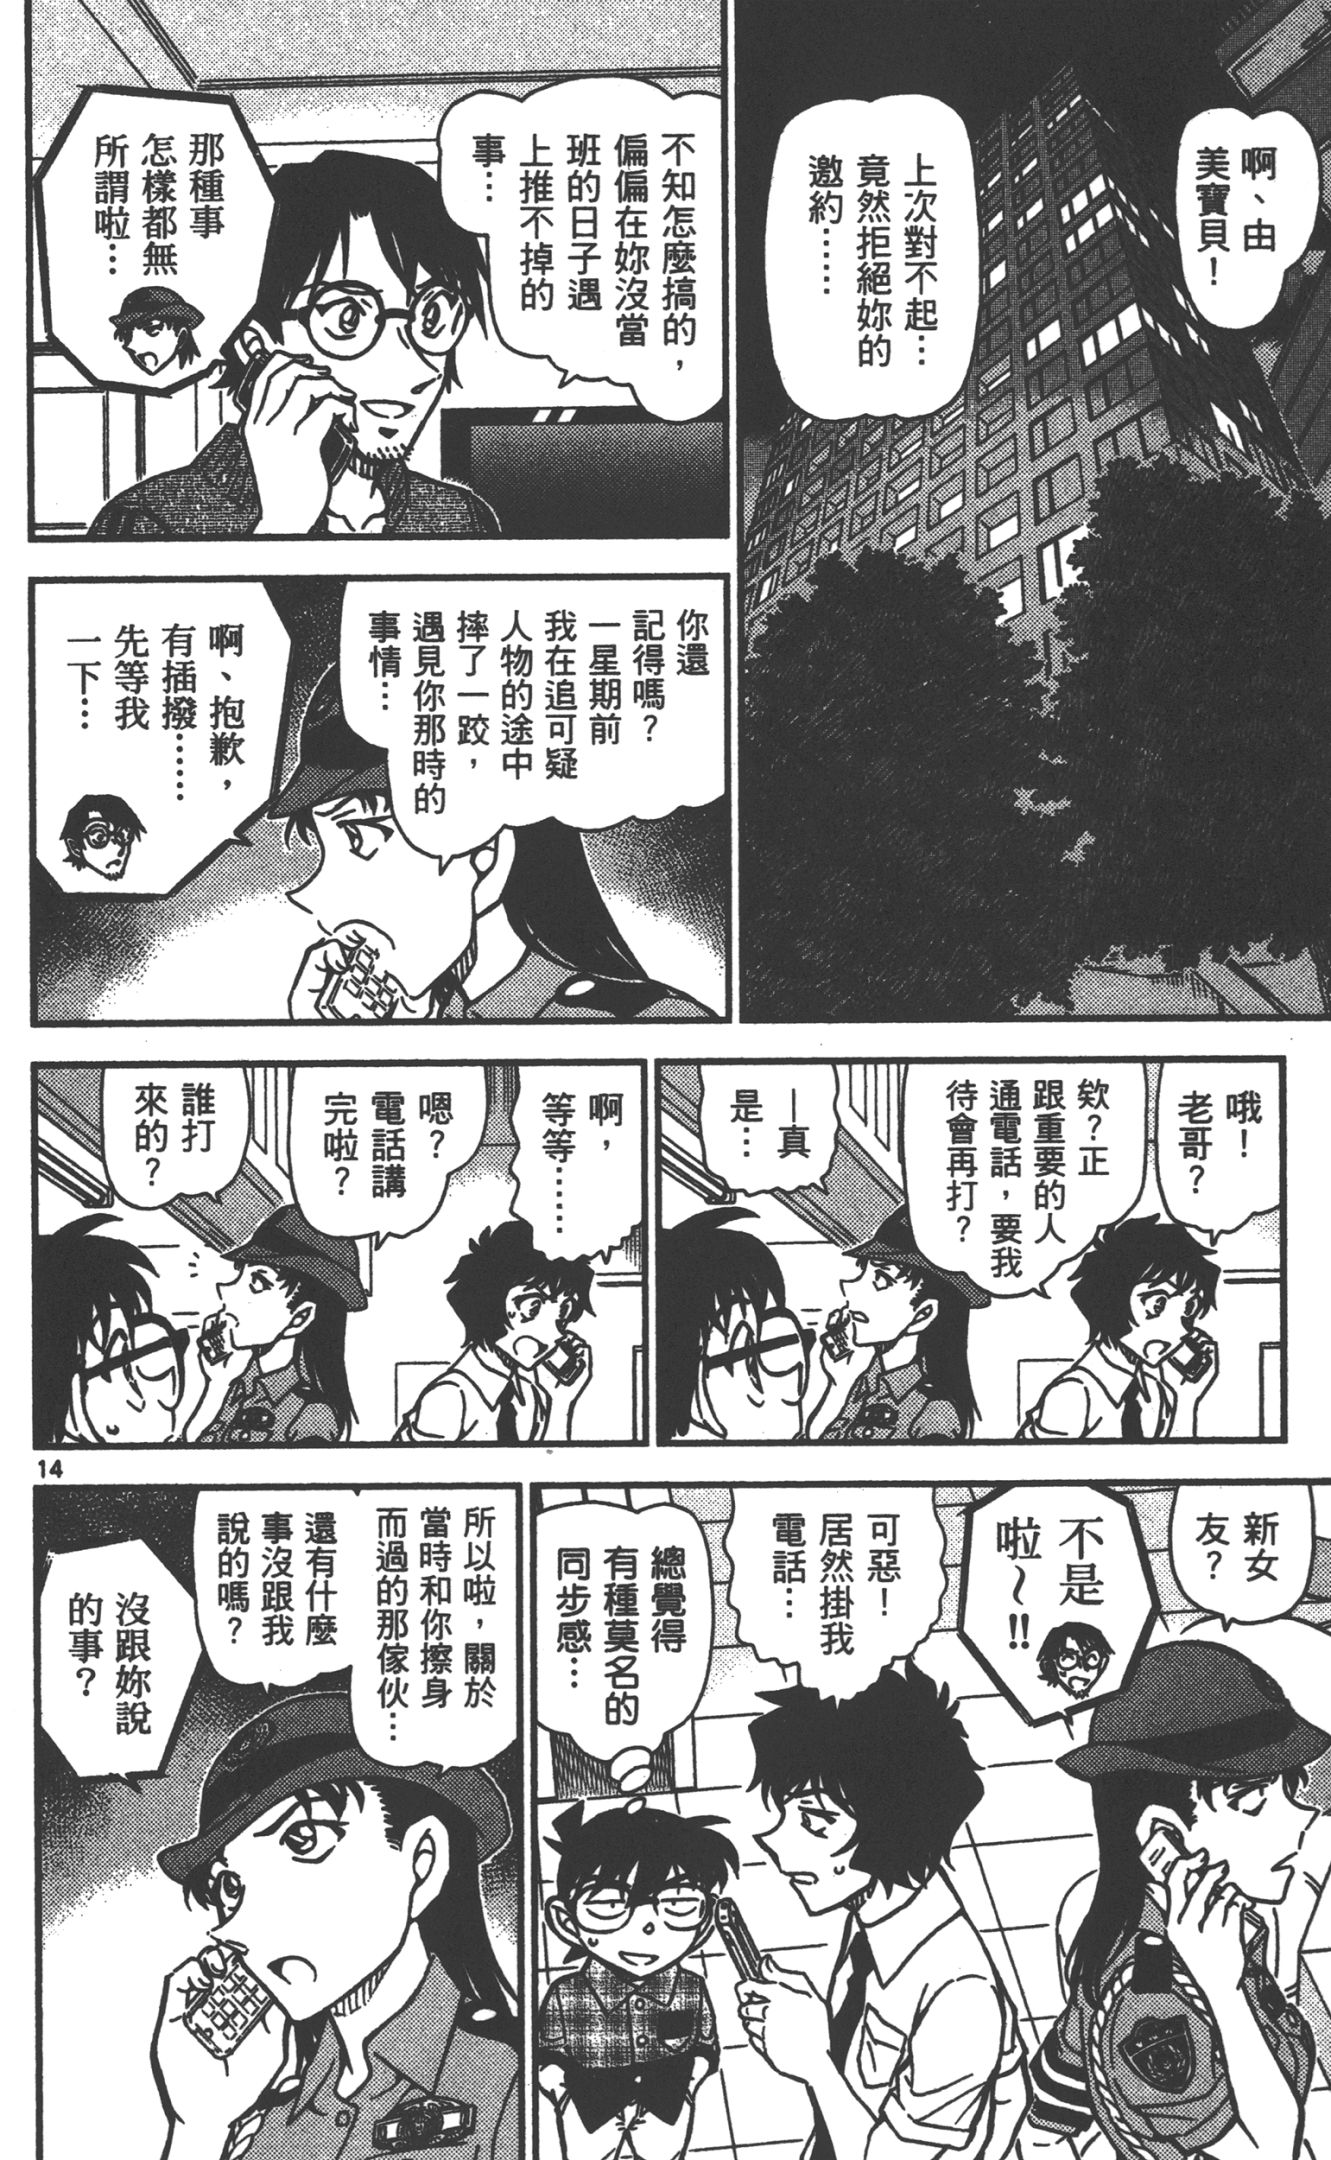 啊、由
美寶貝！
上次對不起…
竟然拒絕妳的
邀約……
不知怎麼搞的，
偏偏在妳沒當
班的日子遇
上推不掉的
事…
那種事
怎樣都無
所謂啦…
你還
記得嗎？
一星期前
我在追可疑
人物的途中
摔了一跤，
遇見你那時的
事情…
啊、抱歉，
有插撥……
先等我
一下…
哦！
老哥？
欸？正
跟重要的人
通電話，要我
待會再打？
—真
是…
啊，
等等……
嗯？
電話講
完啦？
誰打
來的？
14
新女
友？
不是
啦～!!
可惡！
居然掛我
電話…
總覺得
有種莫名的
同步感…
所以啦，關於
當時和你擦身
而過的那傢伙…
還有什麼
事沒跟我
說的嗎？
沒跟妳說
的事？